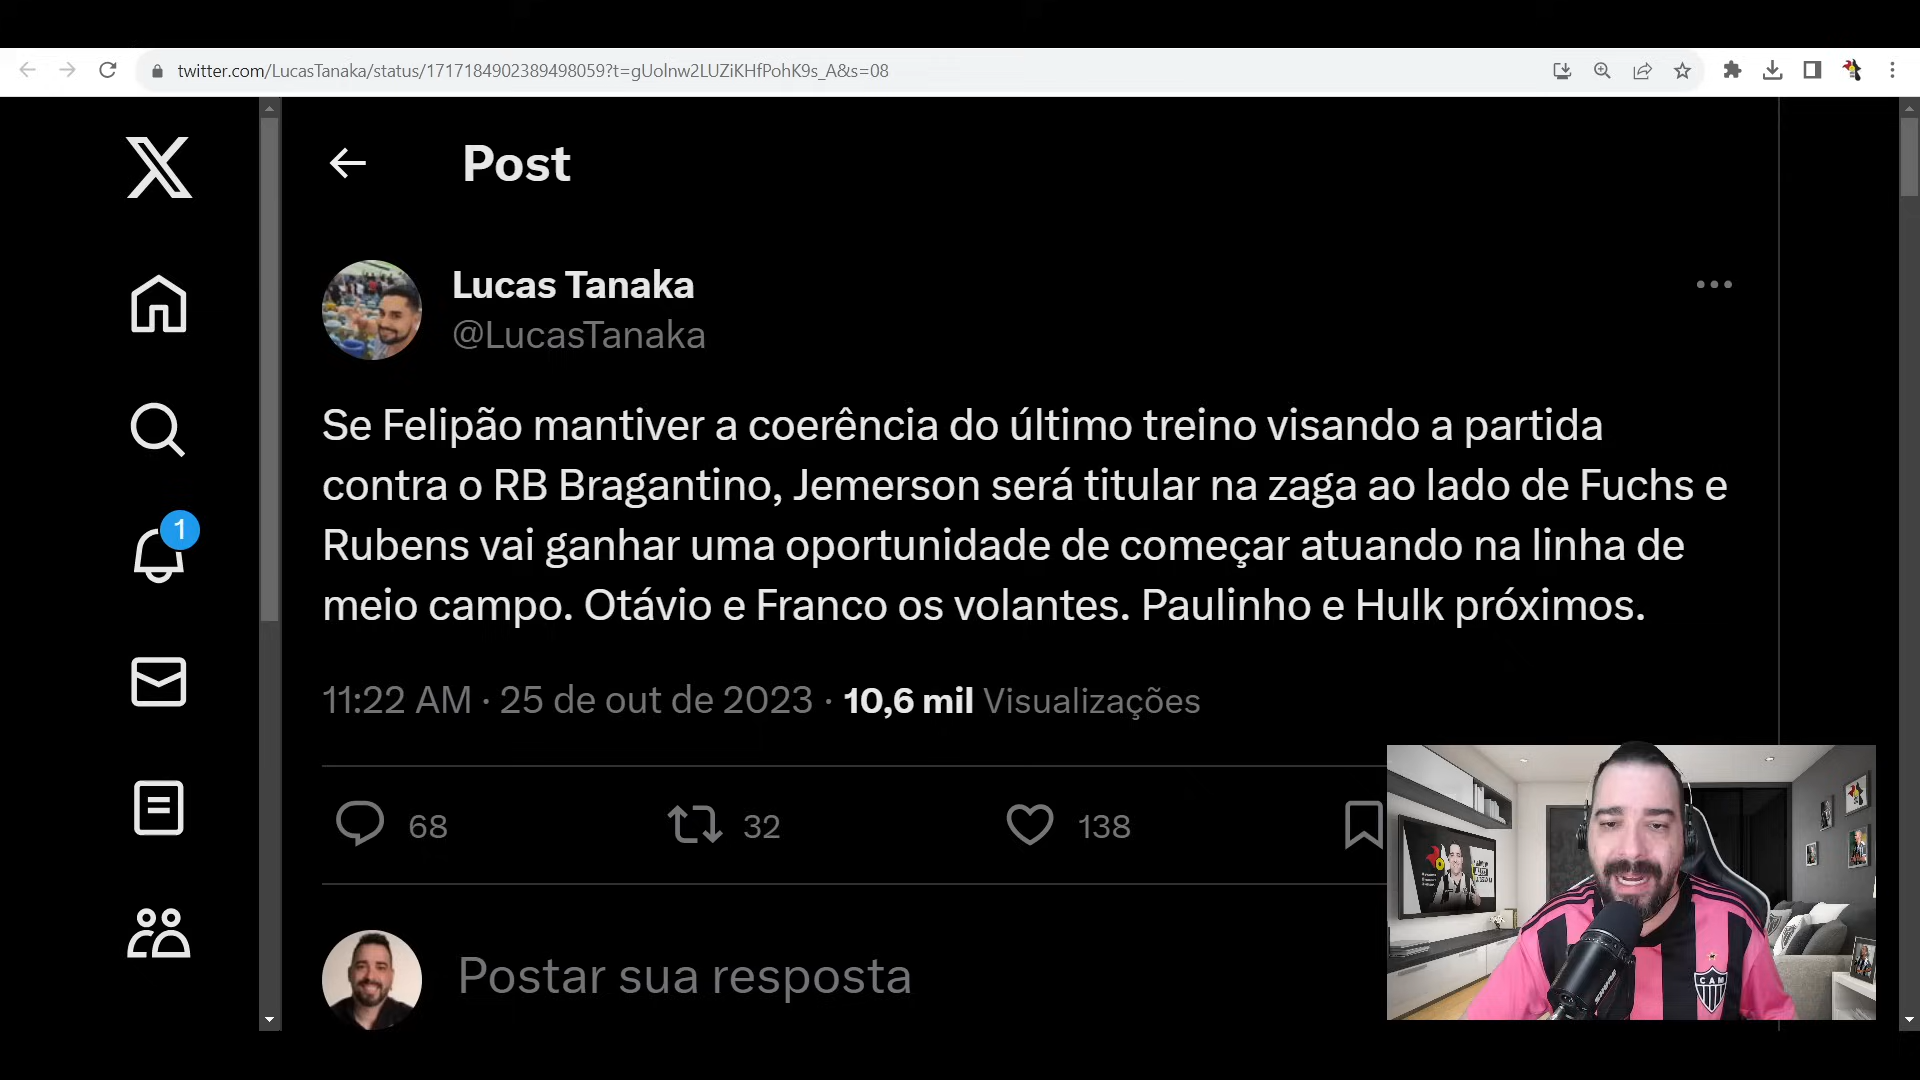 twitter.com/LucasTanaka/status/1717184902389498059?t=gUolnw2LUZiKHfPohK9s_A&s=08
Post
Lucas Tanaka
@LucasTanaka
Se Felipão mantiver a coerência do último treino visando a partida
contra o RB Bragantino, Jemerson será titular na zaga ao lado de Fuchs e
Rubens vai ganhar uma oportunidade de começar atuando na linha de
meio campo. Otávio e Franco os volantes. Paulinho e Hulk próximos.
1
11:22 AM · 25 de out de 2023 · 10,6 mil Visualizações
68 32 138
Postar sua resposta
CAM
SHURE